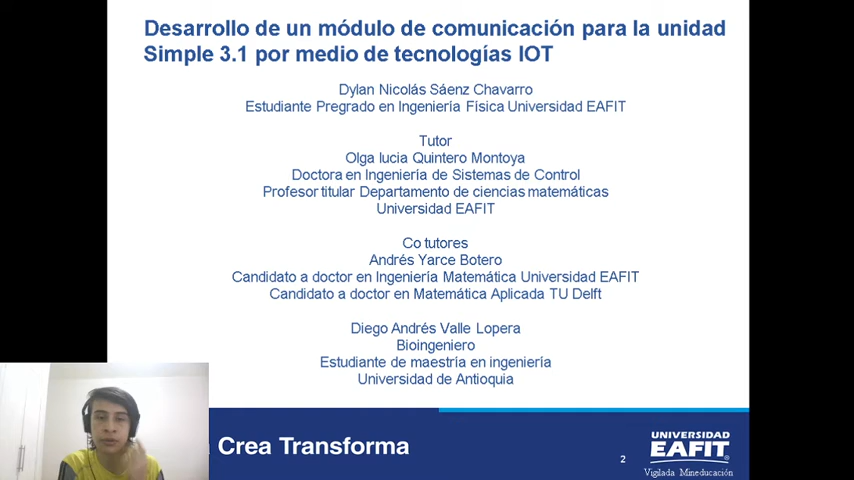 Desarrollo de un módulo de comunicación para la unidad
Simple 3.1 por medio de tecnologías IOT
Dylan Nicolás Sáenz Chavarro
Estudiante Pregrado en Ingeniería Física Universidad EAFIT
Tutor
Olga lucia Quintero Montoya
Doctora en Ingeniería de Sistemas de Control
Profesor titular Departamento de ciencias matemáticas
Universidad EAFIT
Co tutores
Andrés Yarce Botero
Candidato a doctor en Ingeniería Matemática Universidad EAFIT
Candidato a doctor en Matemática Aplicada TU Delft
Diego Andrés Valle Lopera
Bioingeniero
Estudiante de maestría en ingeniería
Universidad de Antioquia
Crea Transforma
2
UNIVERSIDAD
EAFIT
Vigilada Mineducación